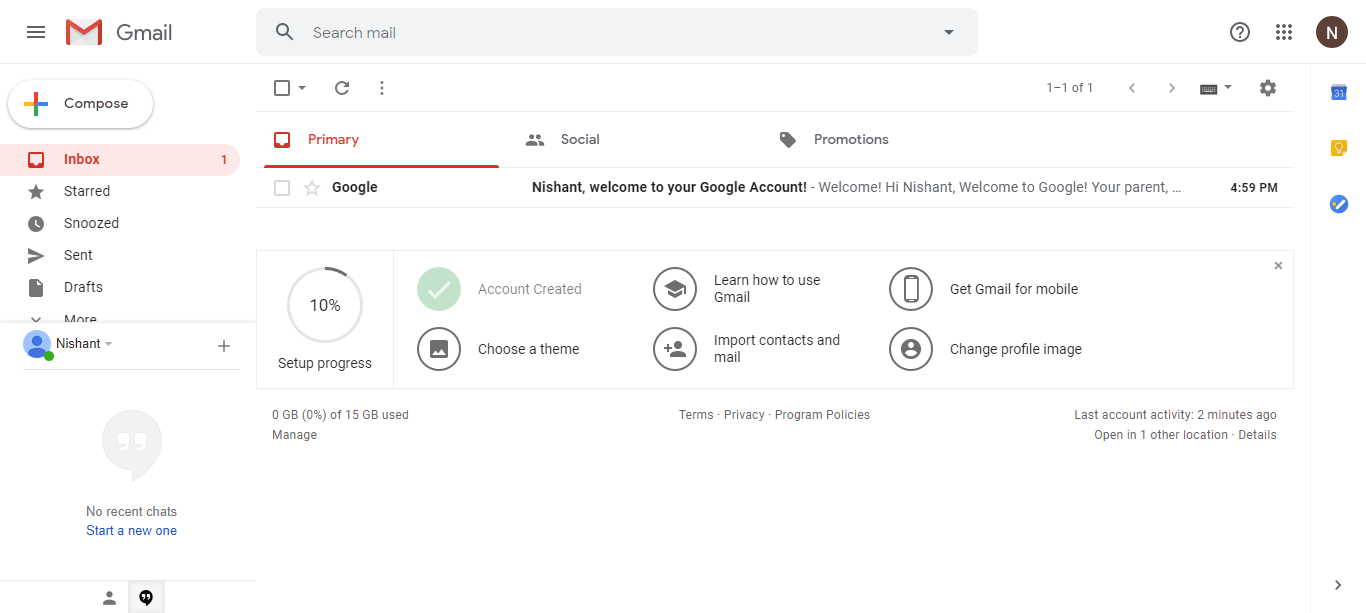 Gmail
Search mail
N
Compose
1–1 of 1
31
Primary
Social
Promotions
Inbox 1
Google Nishant, welcome to your Google Account! - Welcome! Hi Nishant, Welcome to Google! Your parent, … 4:59 PM
Starred
Snoozed
Sent
Drafts
More
Nishant
10%
Setup progress
Account Created
Learn how to use
Gmail
Get Gmail for mobile
Choose a theme
Import contacts and
mail
Change profile image
0 GB (0%) of 15 GB used
Manage
Terms · Privacy · Program Policies
Last account activity: 2 minutes ago
Open in 1 other location · Details
No recent chats
Start a new one